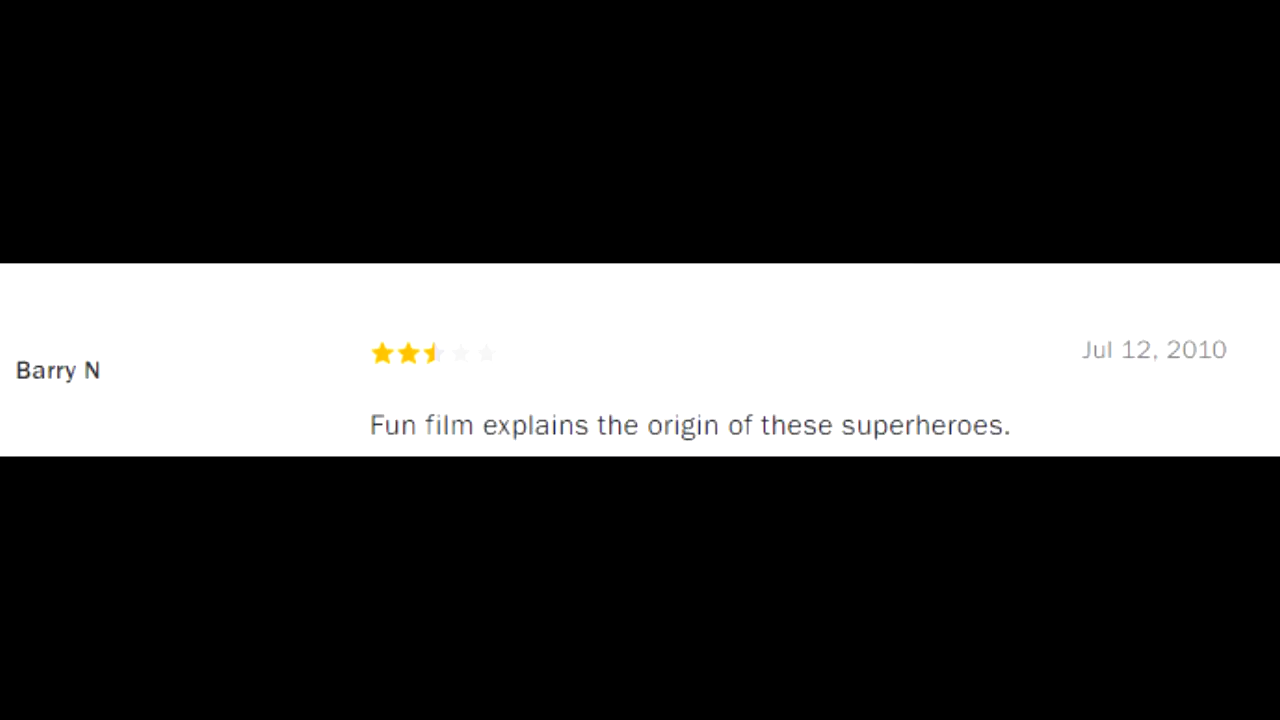 Barry N
Jul 12, 2010
Fun film explains the origin of these superheroes.